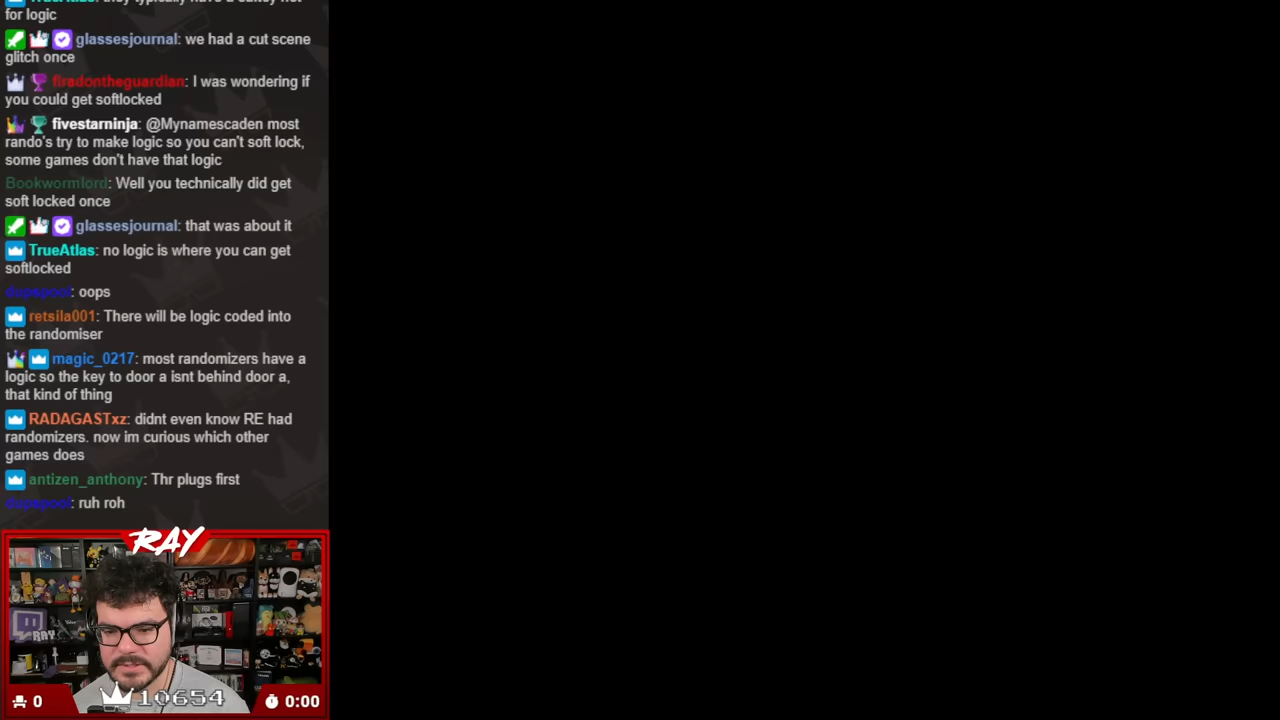 for logic
glassesjournal: we had a cut scene
glitch once
firedontheguardian: I was wondering if
you could get softlocked
fivestarninja: @Mynamescaden most
rando's try to make logic so you can't soft lock,
some games don't have that logic
Bookwormlord: Well you technically did get
soft locked once
glassesjournal: that was about it
TrueAtlas: no logic is where you can get
softlocked
oops
retsila001: There will be logic coded into
the randomiser
magic_0217: most randomizers have a
logic so the key to door a isnt behind door a,
that kind of thing
RADAGASTxz: didnt even know RE had
randomizers. now im curious which other
games does
antizen_anthony: Thr plugs first
ruh roh
RAY
RAY
0
10654
0:00